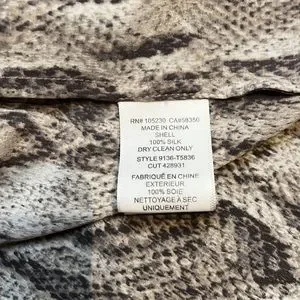 RN# 105230 CA#58350
MADE IN CHINA
SHELL
100% SILK
DRY CLEAN ONLY
STYLE 9136-T5836
CUT 428931
FABRIQUÉ EN CHINE
EXTÉRIEUR
100% SOIE
NETTOYAGE À SEC
UNIQUEMENT